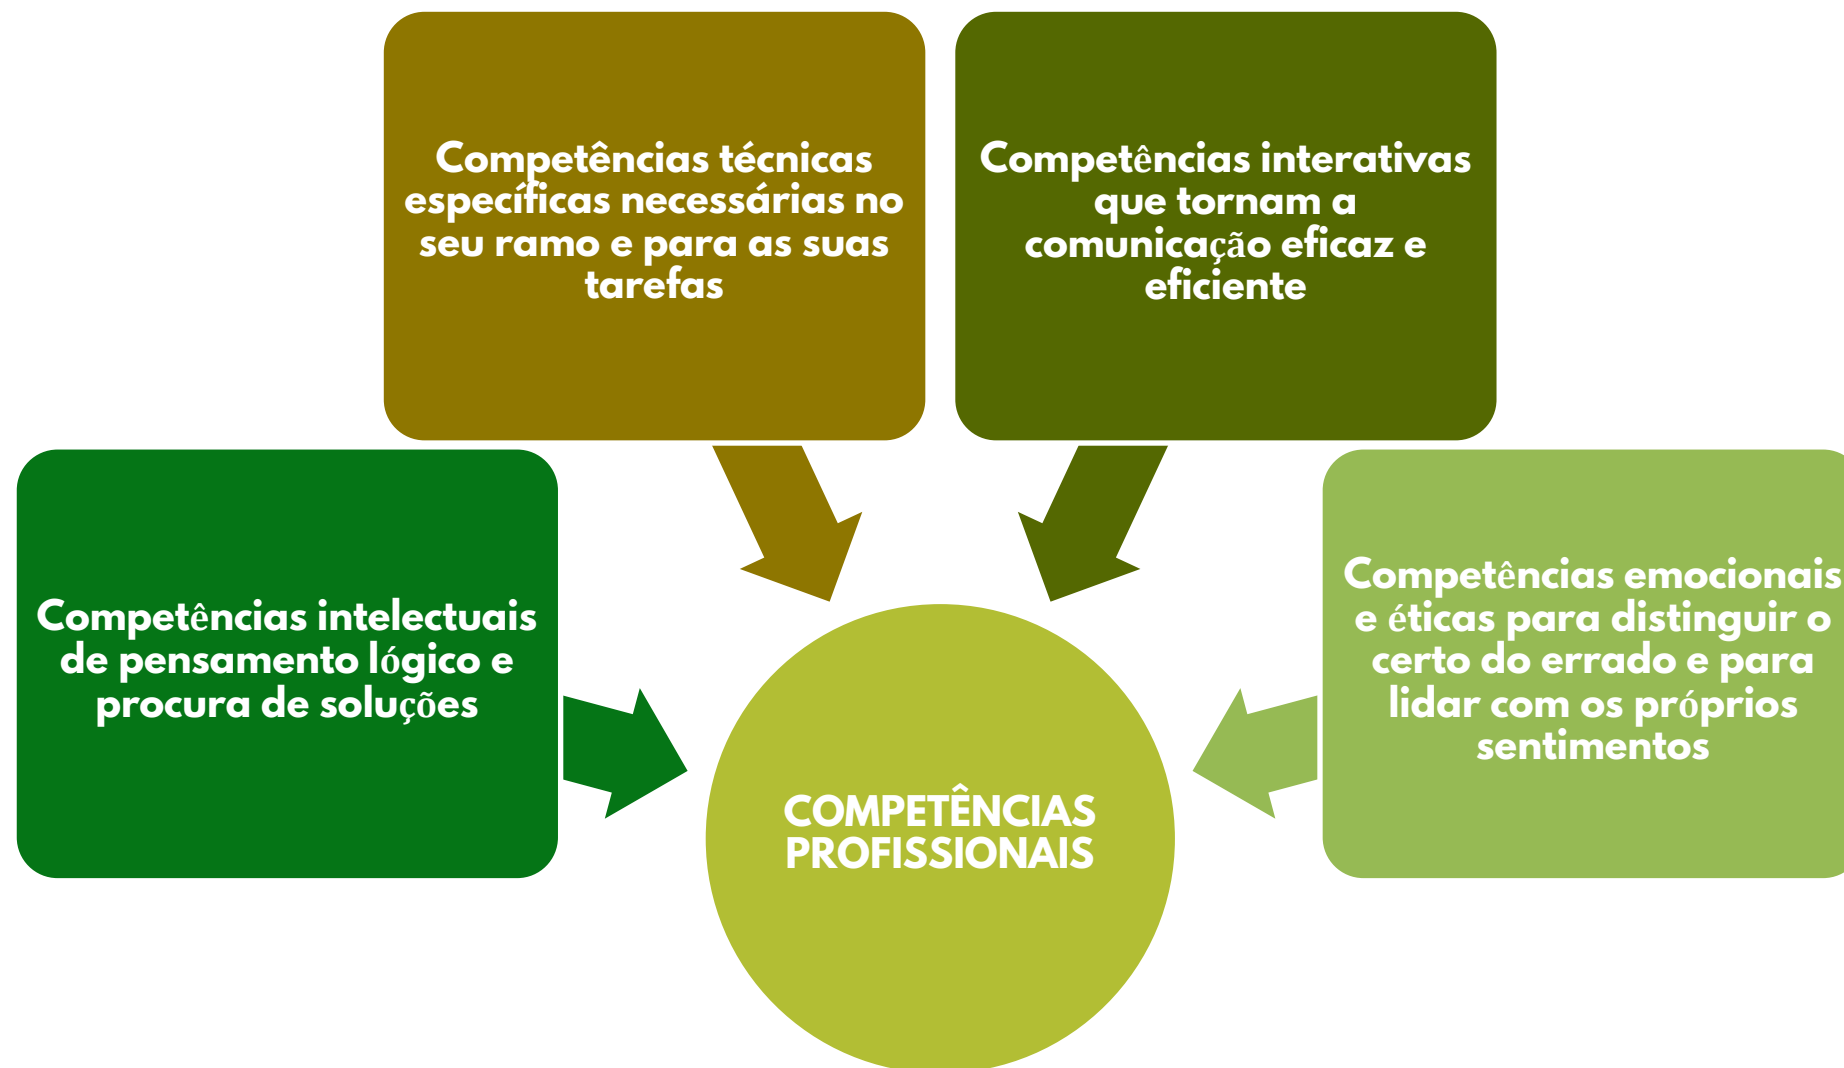 Competências técnicas
específicas necessárias no
seu ramo e para as suas
tarefas
Competências interativas
que tornam a
comunicação eficaz e
eficiente
Competências intelectuais
de pensamento lógico e
procura de soluções
Competências emocionais
e éticas para distinguir o
certo do errado e para
lidar com os próprios
sentimentos
COMPETÊNCIAS
PROFISSIONAIS